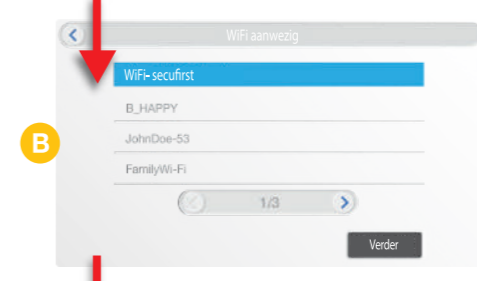 WiFi aanwezig
WiFi-secufirst
B_HAPPY
B
JohnDoe-53
FamilyWi-Fi
1/3
Verder